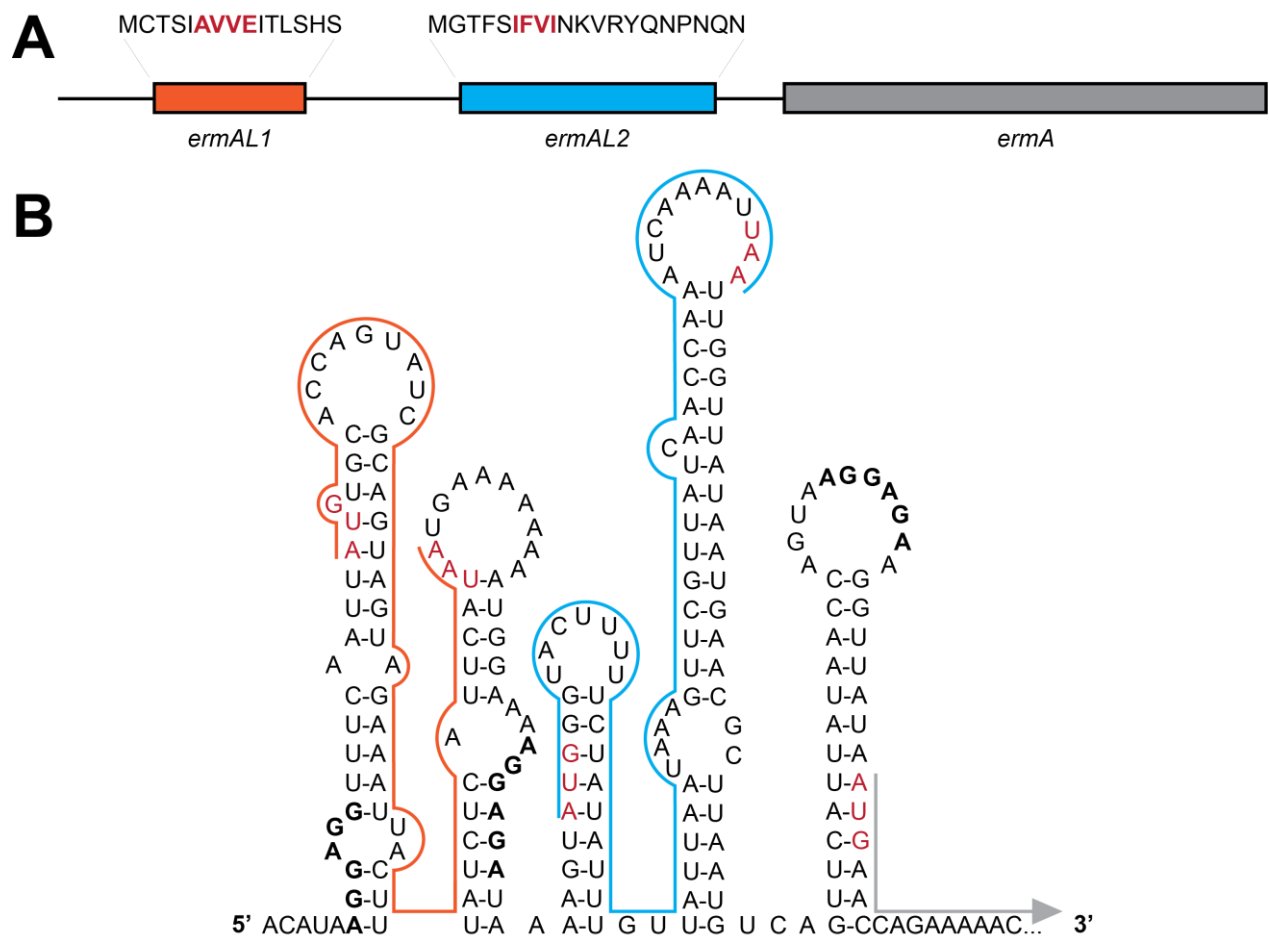 A
MCTSIAVVEITLSHS
MGTFSIFVINKVRYQNPNQN
ermAL1
ermAL2
ermA
B
A A A A U
C U
U A
A A
A-U
A-U
A G U C-G
C A A C-G
C U A-U
A C A-U
C-G C U-A
G-C A A A A
U-A G A A-U A A G G A
G U-G U A U-A U G
A-U A A U-A G A
U-A A U-A A G-U A C-G A
U-G A-U C-G C-G
A-U C-G C U U U U-A A-U
A A U-A A U A-U
C-G U-A A U U G-C U-A
U-A A A A G-U A A A G A-U
U-A G G-C U C U-A
U-A C-G G-U A-U U-A
G-U U U-A U-A U-A A-U
G A C-G A-U U-A C-G
A G-C U-A U-A U-A U-A
G-U A-U G-U A-U A-U
5' ACAUAA-U U-A A A A-U G U U-G U C A G-CCAGAAAAAC... 3'